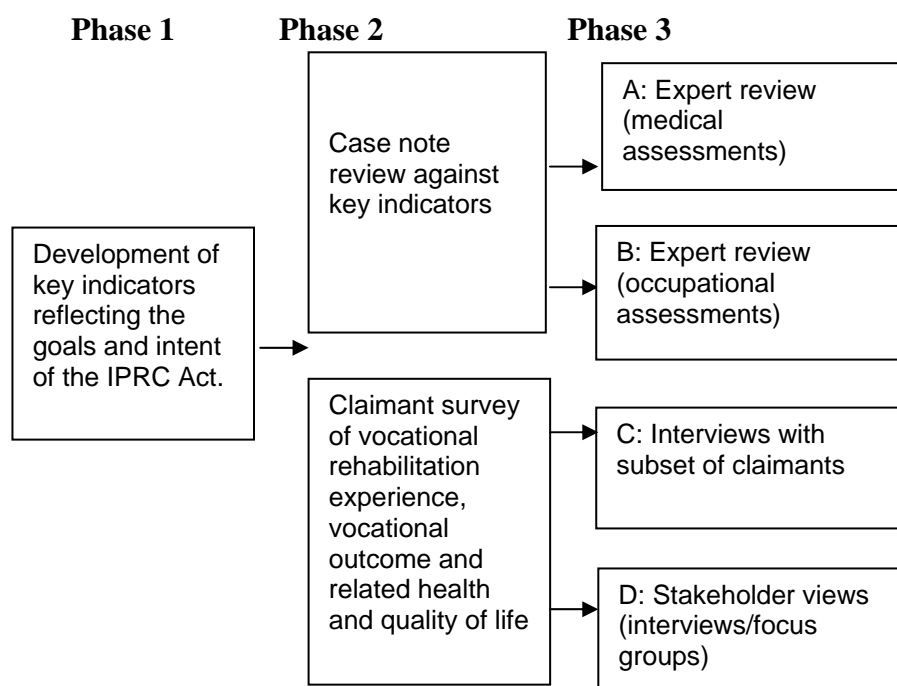 Phase 1
Phase 2
Phase 3
Development of
key indicators
reflecting the
goals and intent
of the IPRC Act.
Case note
review against
key indicators
Claimant survey
of vocational
rehabilitation
experience,
vocational
outcome and
related health
and quality of life
A: Expert review
(medical
assessments)
B: Expert review
(occupational
assessments)
C: Interviews with
subset of claimants
D: Stakeholder views
(interviews/focus
groups)